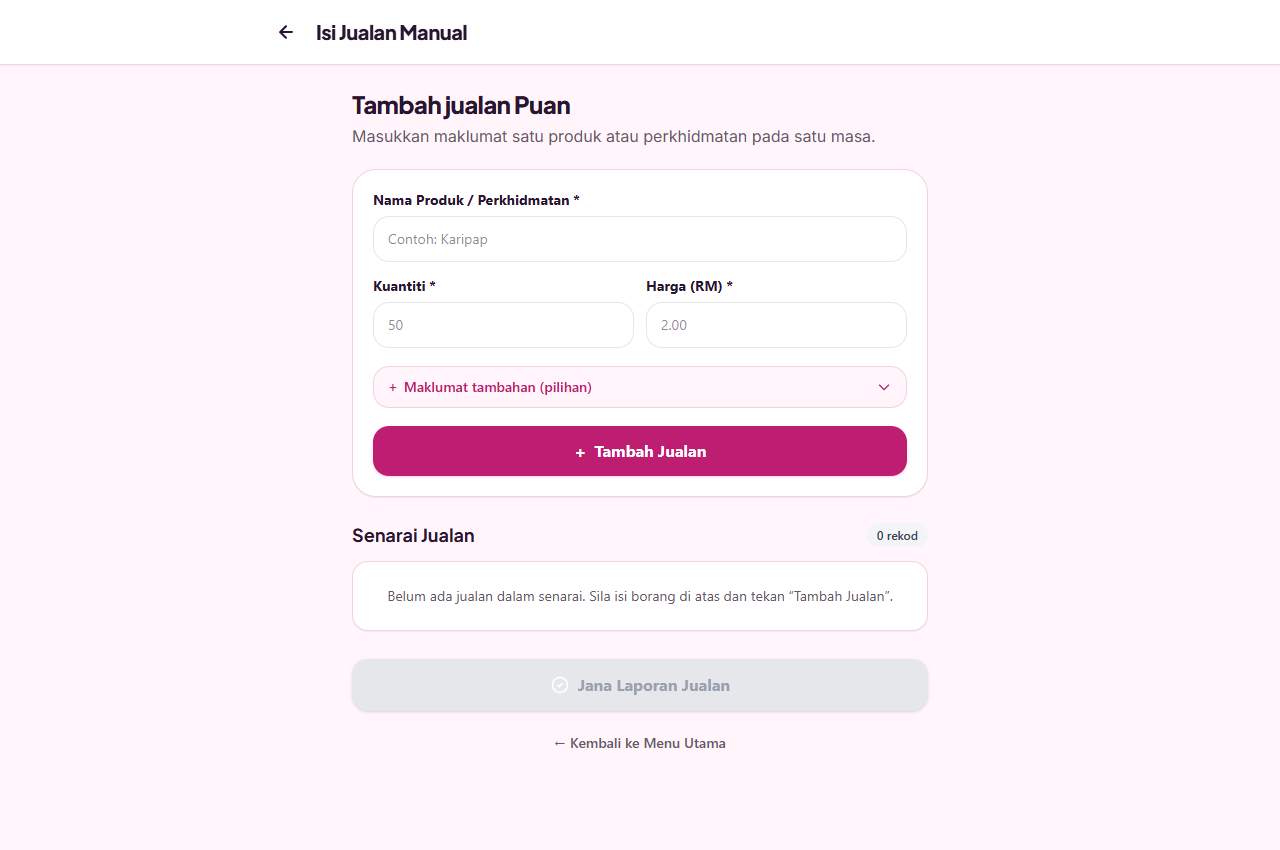 Isi Jualan Manual
Tambah jualan Puan
Masukkan maklumat satu produk atau perkhidmatan pada satu masa.
Nama Produk / Perkhidmatan *
Contoh: Karipap
Kuantiti * Harga (RM) *
50 2.00
+ Maklumat tambahan (pilihan)
+ Tambah Jualan
Senarai Jualan 0 rekod
Belum ada jualan dalam senarai. Sila isi borang di atas dan tekan “Tambah Jualan”.
Jana Laporan Jualan
← Kembali ke Menu Utama